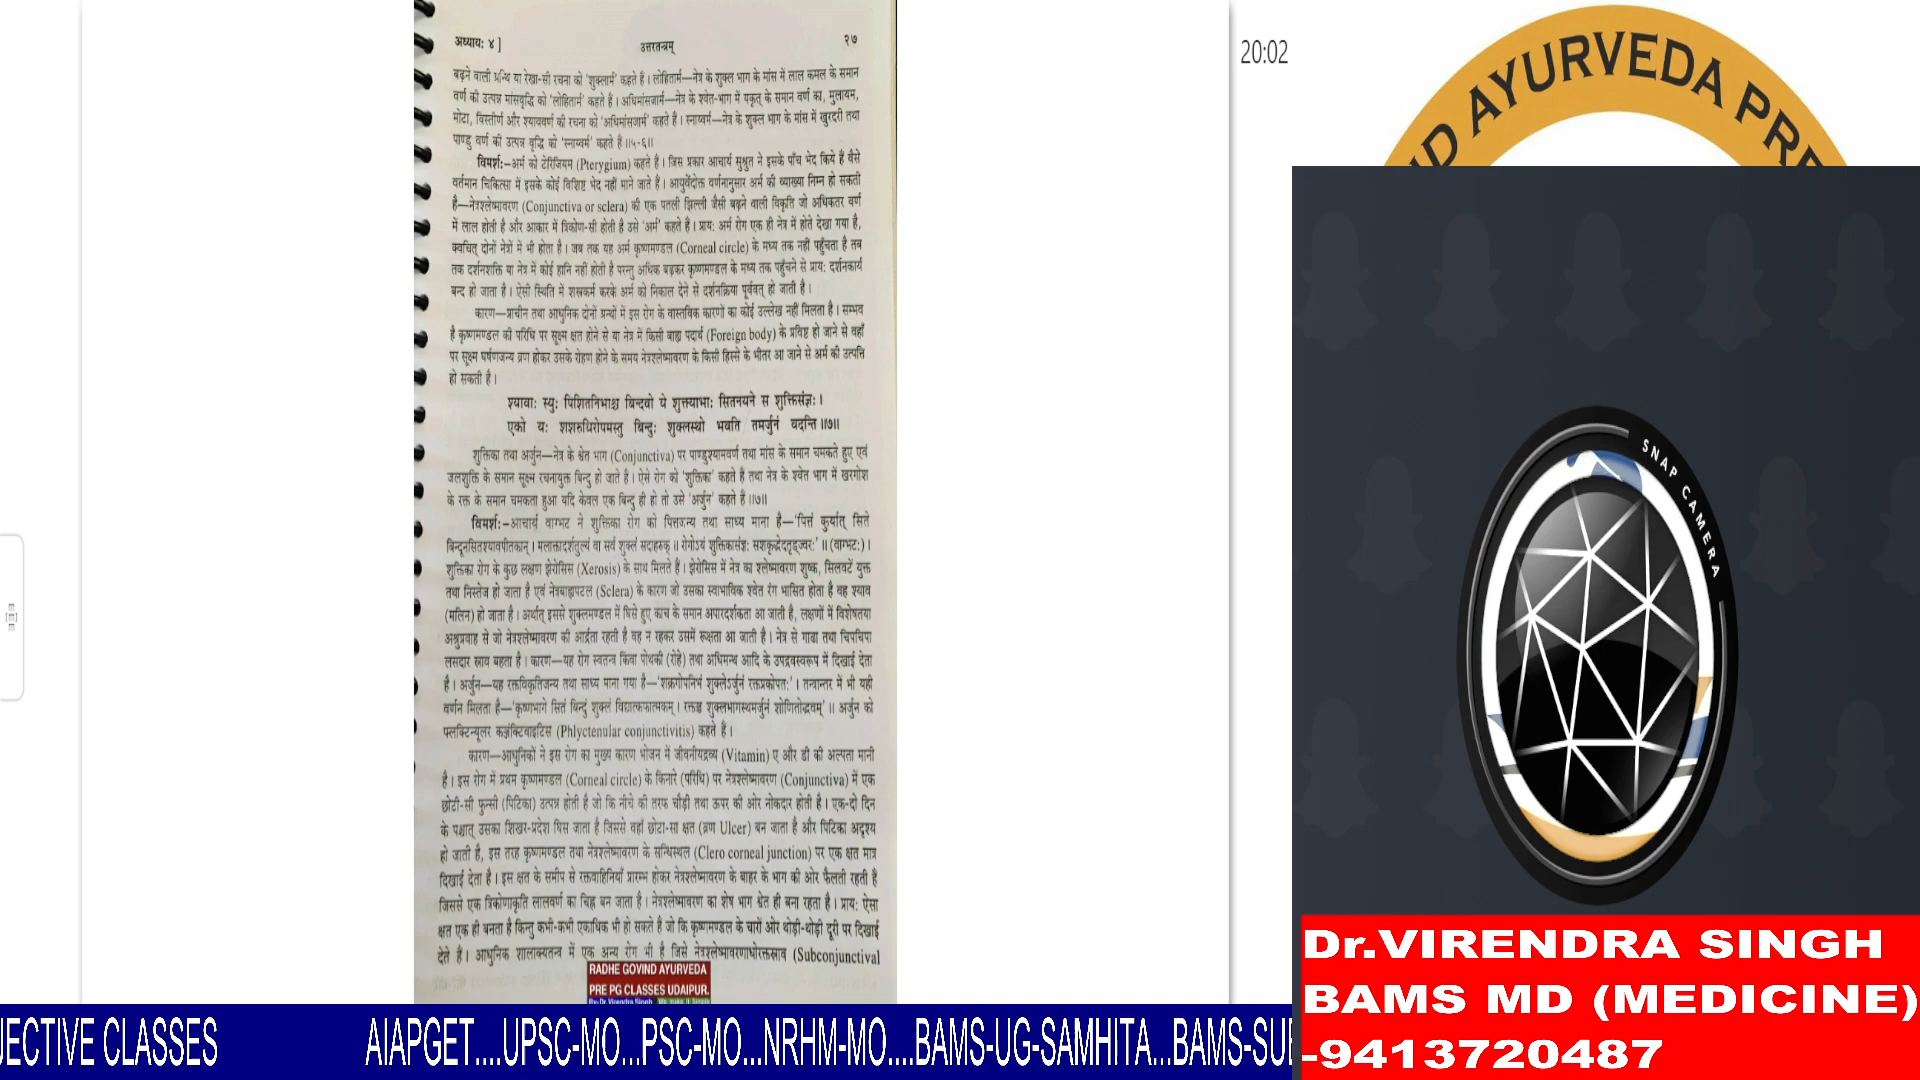 अध्याय: ४ ]
उत्तरतन्त्रम्
२७
बढ़ने वाली ग्रन्थि या रेखा-सी रचना को 'शुक्लार्म' कहते हैं। लोहितार्म—नेत्र के शुक्ल भाग के मांस में लाल कमल के समान
वर्ण की उत्पन्न मांसवृद्धि को 'लोहितार्म' कहते हैं। अधिमांसजार्म—नेत्र के श्वेत-भाग में यकृत् के समान वर्ण का, मुलायम,
मोटा, विस्तीर्ण और श्याववर्ण की रचना को 'अधिमांसजार्म' कहते हैं। स्नाय्वर्म—नेत्र के शुक्ल भाग के मांस में खुरदरी तथा
पाण्डु वर्ण की उत्पन्न वृद्धि को 'स्नाय्वर्म' कहते हैं॥५-६॥
विमर्श:-अर्म को टेरिजियम (Pterygium) कहते हैं। जिस प्रकार आचार्य सुश्रुत ने इसके पाँच भेद किये हैं वैसे
वर्तमान चिकित्सा में इसके कोई विशिष्ट भेद नहीं माने जाते हैं। आयुर्वेदोक्त वर्णनानुसार अर्म की व्याख्या निम्न हो सकती
है—नेत्रश्लेष्मावरण (Conjunctiva or sclera) की एक पतली झिल्ली जैसी बढ़ने वाली विकृति जो अधिकतर वर्ण
में लाल होती है और आकार में त्रिकोण-सी होती है उसे 'अर्म' कहते हैं। प्राय: अर्म रोग एक ही नेत्र में होते देखा गया है,
क्वचित् दोनों नेत्रों में भी होता है। जब तक यह अर्म कृष्णमण्डल (Corneal circle) के मध्य तक नहीं पहुँचता है तब
तक दर्शनशक्ति या नेत्र में कोई हानि नहीं होती है परन्तु अधिक बढ़कर कृष्णमण्डल के मध्य तक पहुँचने से प्राय: दर्शनकार्य
बन्द हो जाता है। ऐसी स्थिति में शस्त्रकर्म करके अर्म को निकाल देने से दर्शनक्रिया पूर्ववत् हो जाती है।
कारण—प्राचीन तथा आधुनिक दोनों ग्रन्थों में इस रोग के वास्तविक कारणों का कोई उल्लेख नहीं मिलता है। सम्भव
है कृष्णमण्डल की परिधि पर सूक्ष्म क्षत होने से या नेत्र में किसी बाह्य पदार्थ (Foreign body) के प्रविष्ट हो जाने से वहाँ
पर सूक्ष्म घर्षणजन्य व्रण होकर उसके रोहण होने के समय नेत्रश्लेष्मावरण के किसी हिस्से के भीतर आ जाने से अर्म की उत्पत्ति
हो सकती है।
श्यावा: स्यु: पिशितनिभाश्च बिन्दवो ये शुक्त्याभा: सितनयने स शुक्तिसंज्ञ:।
एको य: शशरुधिरोपमस्तु बिन्दु: शुक्लस्थो भवति तमर्जुनं वदन्ति॥७॥
शुक्तिका तथा अर्जुन—नेत्र के श्वेत भाग (Conjunctiva) पर पाण्डुश्यामवर्ण तथा मांस के समान चमकते हुए एवं
जलशुक्ति के समान सूक्ष्म रचनायुक्त बिन्दु हो जाते हैं। ऐसे रोग को 'शुक्तिका' कहते हैं तथा नेत्र के श्वेत भाग में खरगोश
के रक्त के समान चमकता हुआ यदि केवल एक बिन्दु ही हो तो उसे 'अर्जुन' कहते हैं॥७॥
विमर्श:-आचार्य वाग्भट ने शुक्तिका रोग को पित्तजन्य तथा साध्य माना है—'पित्तं कुर्यात् सिते
बिन्दूनसितश्यावपीतकान्। मलाक्तादर्शतुल्यं वा सर्वं शुक्लं सदाहरुक्॥ रोगोऽयं शुक्तिकासंज्ञ: सशकृद्भेदतृड्ज्वर:'॥ (वाग्भट:)।
शुक्तिका रोग के कुछ लक्षण झेरोसिस (Xerosis) के साथ मिलते हैं। झेरोसिस में नेत्र का श्लेष्मावरण शुष्क, सिलवटें युक्त
तथा निस्तेज हो जाता है एवं नेत्रबाह्यपटल (Sclera) के कारण जो उसका स्वाभाविक श्वेत रंग भासित होता है वह श्याव
(मलिन) हो जाता है। अर्थात् इससे शुक्लमण्डल में घिसे हुए काच के समान अपारदर्शकता आ जाती है, लक्षणों में विशेषतया
अश्रुप्रवाह से जो नेत्रश्लेष्मावरण की आर्द्रता रहती है वह न रहकर उसमें रूक्षता आ जाती है। नेत्र से गाढा तथा चिपचिपा
लसदार स्राव बहता है। कारण—यह रोग स्वतन्त्र किंवा पोथकी (रोहे) तथा अधिमन्थ आदि के उपद्रवस्वरूप में दिखाई देता
है। अर्जुन—यह रक्तविकृतिजन्य तथा साध्य माना गया है—'शक्रगोपनिभं शुक्लेऽर्जुनं रक्तप्रकोपत:'। तन्त्रान्तर में भी यही
वर्णन मिलता है—'कृष्णभागे सितं बिन्दुं शुक्लं विद्यात्कफात्मकम्। रक्तञ्च शुक्लभागस्थमर्जुनं शोणितोद्भवम्'॥ अर्जुन को
फ्लक्टिन्यूलर कञ्जंक्टिवाइटिस (Phlyctenular conjunctivitis) कहते हैं।
कारण—आधुनिकों ने इस रोग का मुख्य कारण भोजन में जीवनीयद्रव्य (Vitamin) ए और डी की अल्पता मानी
है। इस रोग में प्रथम कृष्णमण्डल (Corneal circle) के किनारे (परिधि) पर नेत्रश्लेष्मावरण (Conjunctiva) में एक
छोटी-सी फुन्सी (पिटिका) उत्पन्न होती है जो कि नीचे की तरफ चौड़ी तथा ऊपर की ओर नोकदार होती है। एक-दो दिन
के पश्चात् उसका शिखर-प्रदेश घिस जाता है जिससे वहाँ छोटा-सा क्षत (व्रण Ulcer) बन जाता है और पिटिका अदृश्य
हो जाती है, इस तरह कृष्णमण्डल तथा नेत्रश्लेष्मावरण के सन्धिस्थल (Clero corneal junction) पर एक क्षत मात्र
दिखाई देता है। इस क्षत के समीप से रक्तवाहिनियाँ प्रारम्भ होकर नेत्रश्लेष्मावरण के बाहर के भाग की ओर फैलती रहती हैं
जिससे एक त्रिकोणाकृति लालवर्ण का चिह्न बन जाता है। नेत्रश्लेष्मावरण का शेष भाग श्वेत ही बना रहता है। प्राय: ऐसा
क्षत एक ही बनता है किन्तु कभी-कभी एकाधिक भी हो सकते हैं जो कि कृष्णमण्डल के चारों ओर थोड़ी-थोड़ी दूरी पर दिखाई
देते हैं। आधुनिक शालाक्यतन्त्र में एक अन्य रोग भी है जिसे नेत्रश्लेष्मावरणाधोरक्तस्राव (Subconjunctival
RADHE GOVIND AYURVEDA
PRE PG CLASSES UDAIPUR.
By:-Dr.Virendra Singh
20:02
ND AYURVEDA PRE
SNAP CAMERA
Dr.VIRENDRA SINGH
BAMS MD (MEDICINE)
-9413720487
JECTIVE CLASSES AIAPGET....UPSC-MO...PSC-MO...NRHM-MO....BAMS-UG-SAMHITA...BAMS-SUB